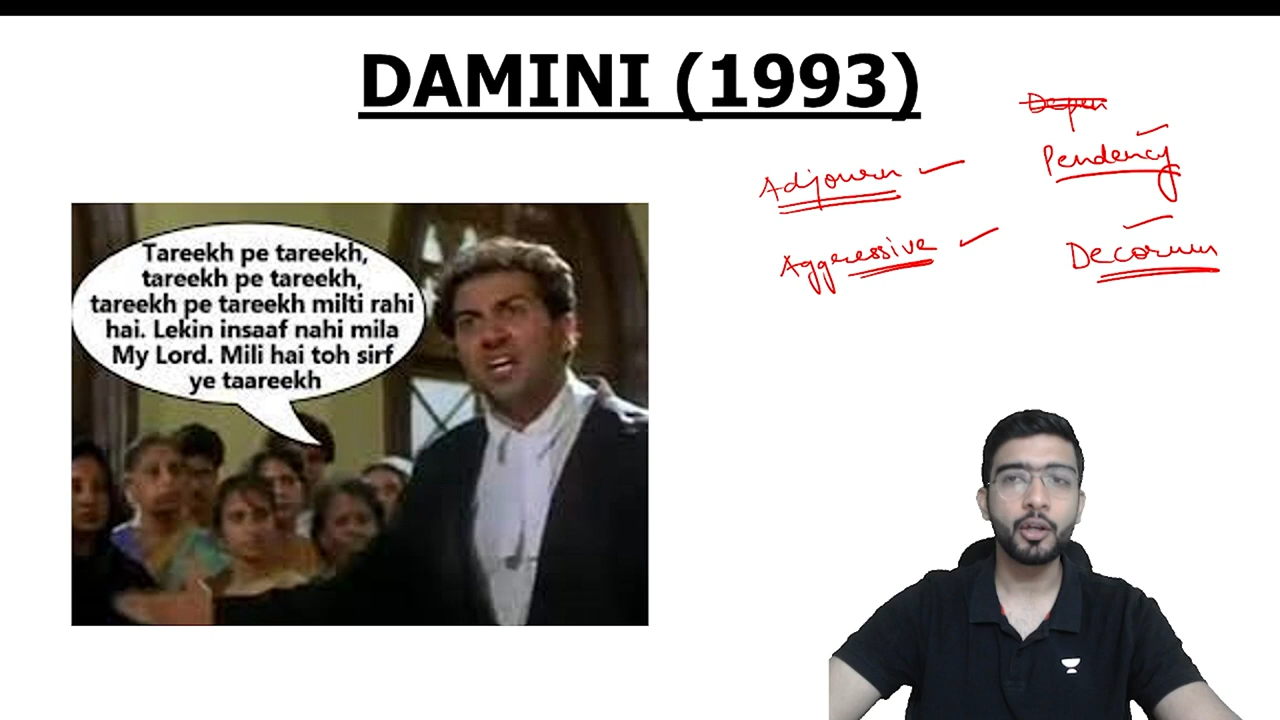 DAMINI (1993)
Pendency
Adjourn
Aggressive
Decorum
Tareekh pe tareekh,
tareekh pe tareekh,
tareekh pe tareekh milti rahi
hai. Lekin insaaf nahi mila
My Lord. Mili hai toh sirf
ye taareekh